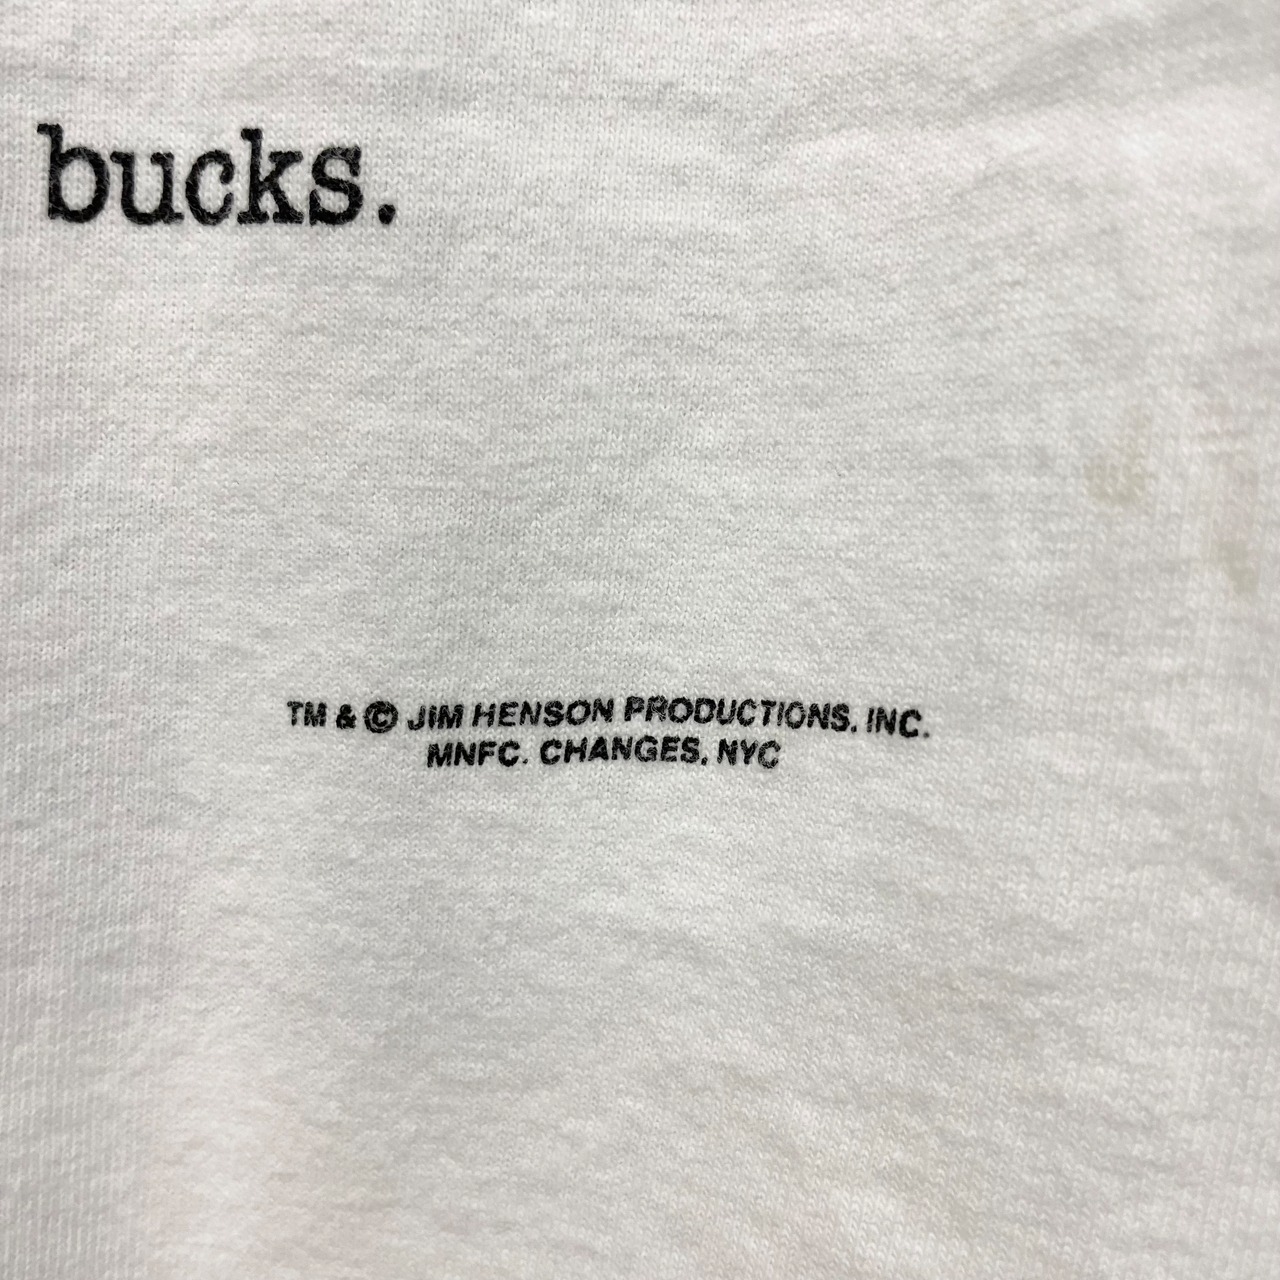 bucks.
TM & © JIM HENSON PRODUCTIONS, INC.
MNFC. CHANGES, NYC